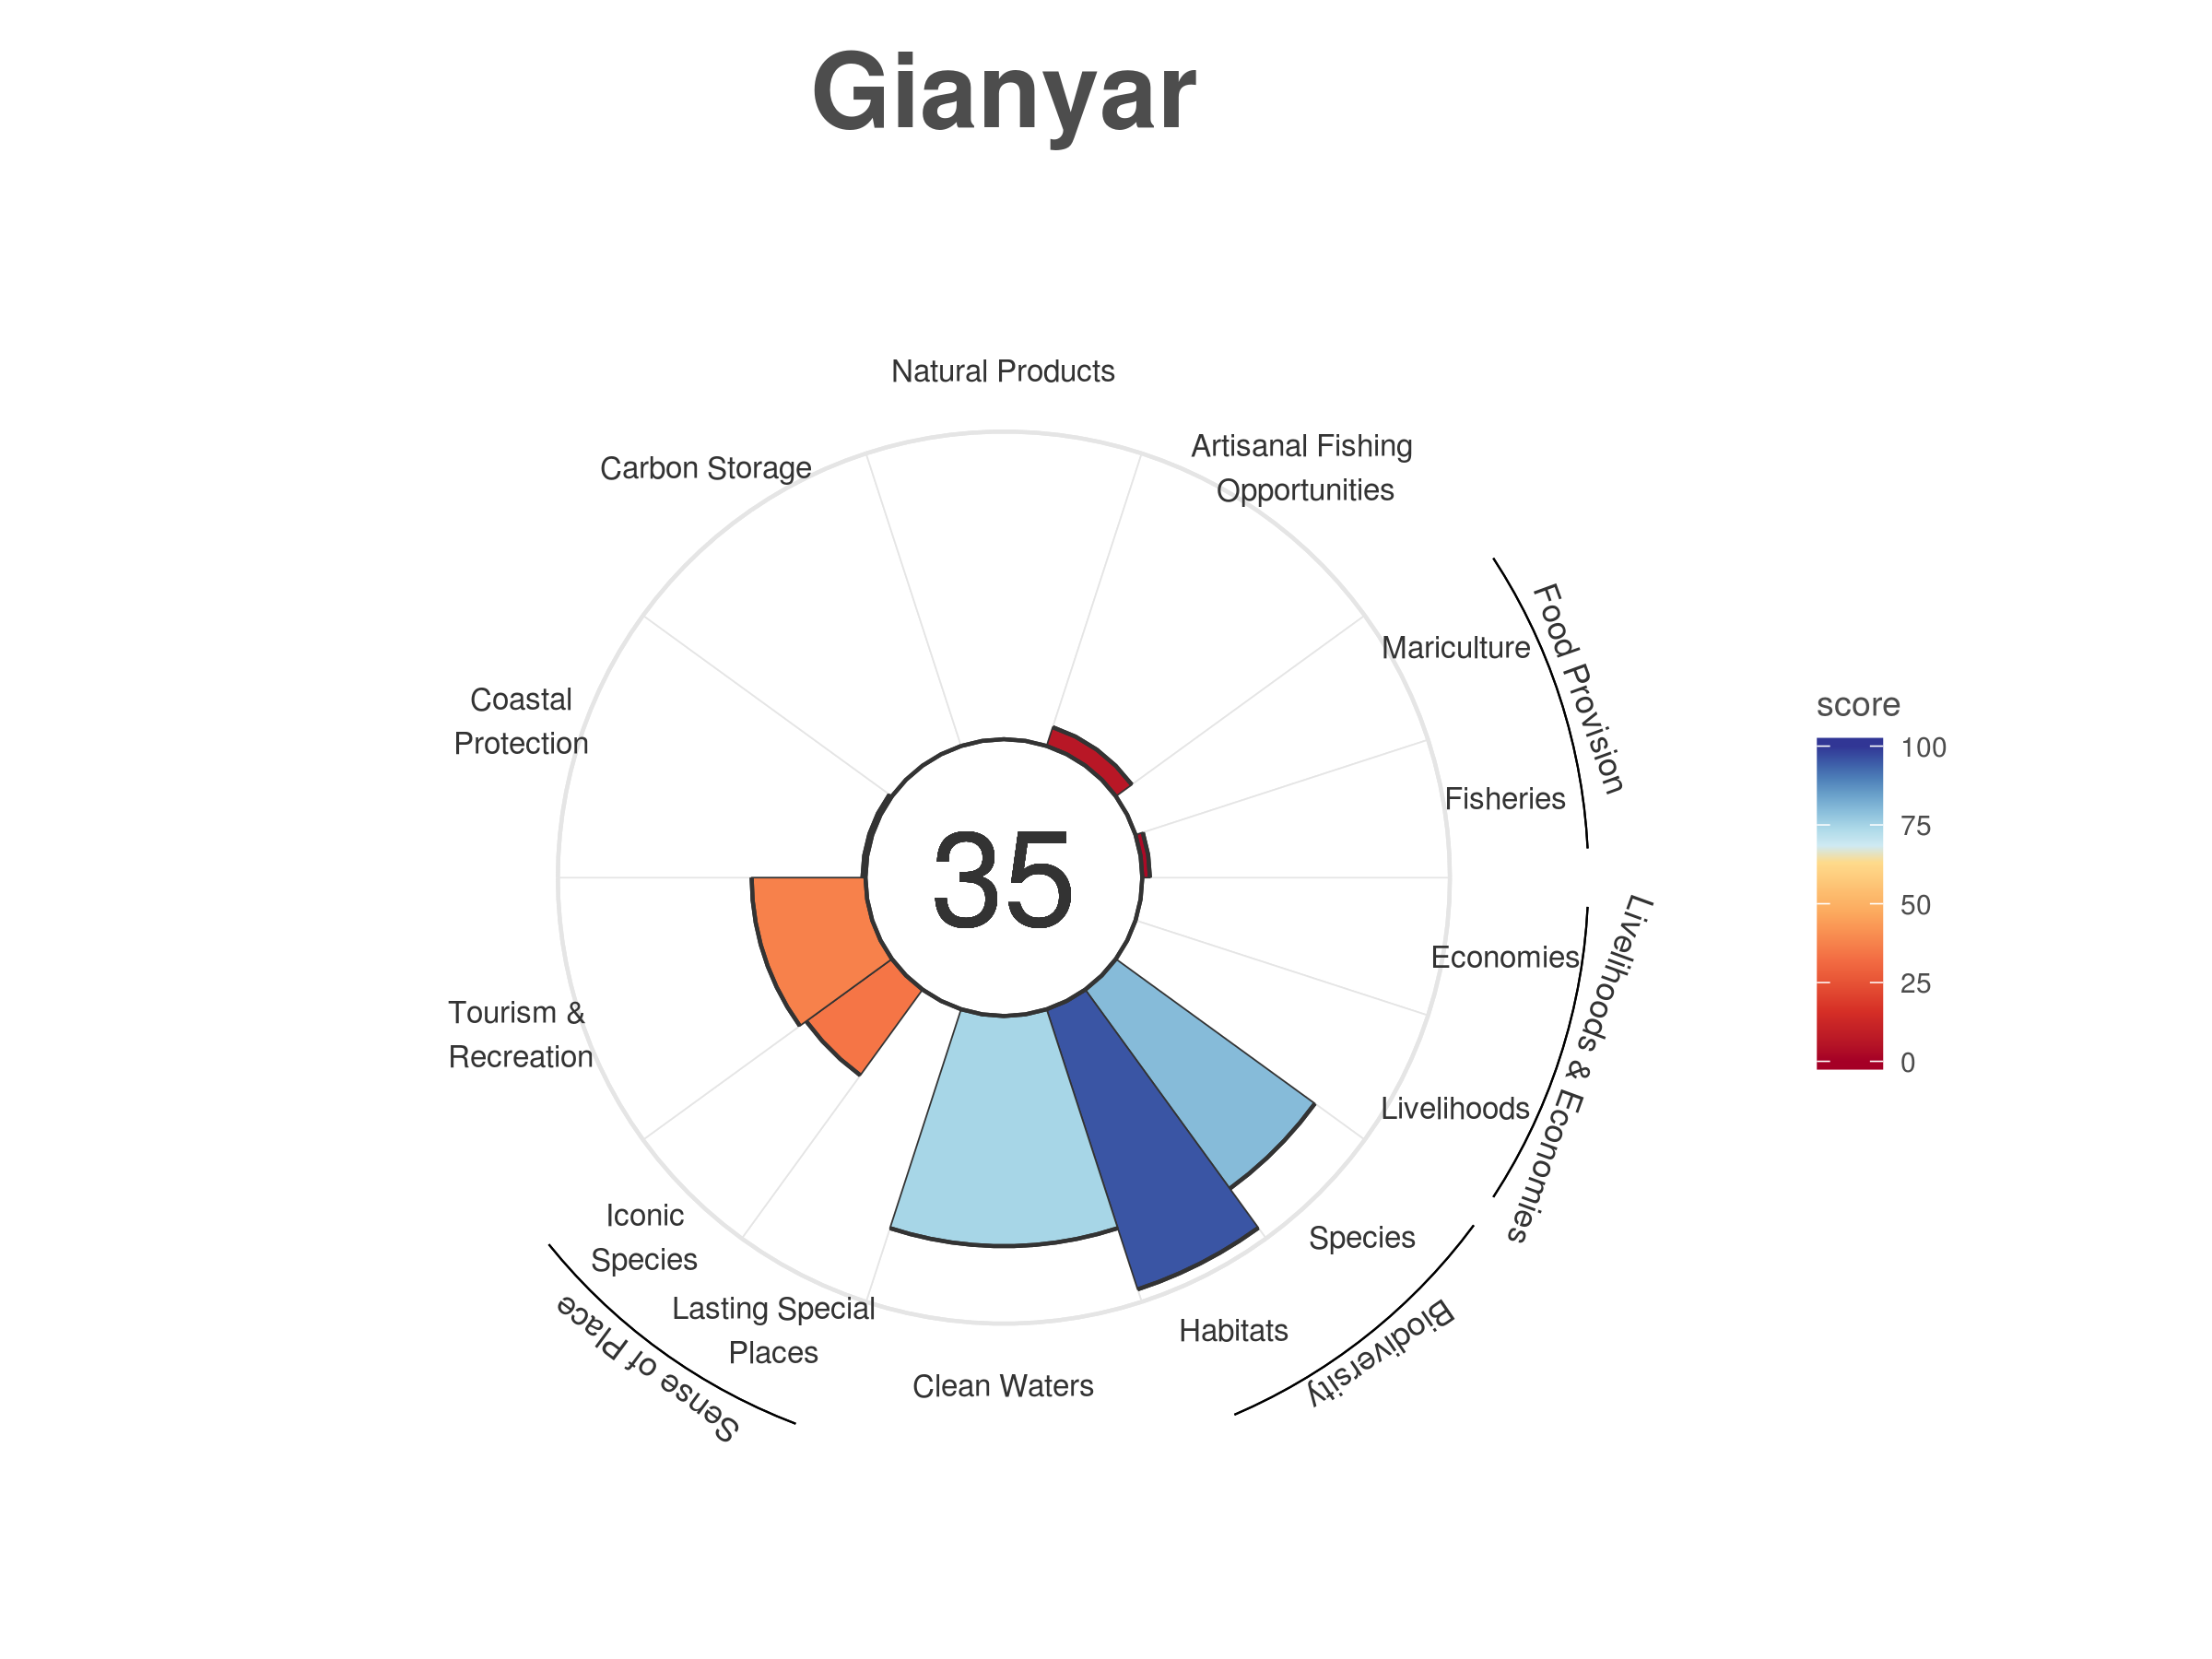 Gianyar
Natural Products
Artisanal Fishing
Opportunities
Carbon Storage
Mariculture
Food Provision
Coastal
Protection
Fisheries
35
Economies
Livelihoods & Economies
Tourism &
Recreation
Livelihoods
Iconic
Species
Species
Lasting Special
Places
Habitats
Biodiversity
Sense of Place
Clean Waters
score
100
75
50
25
0